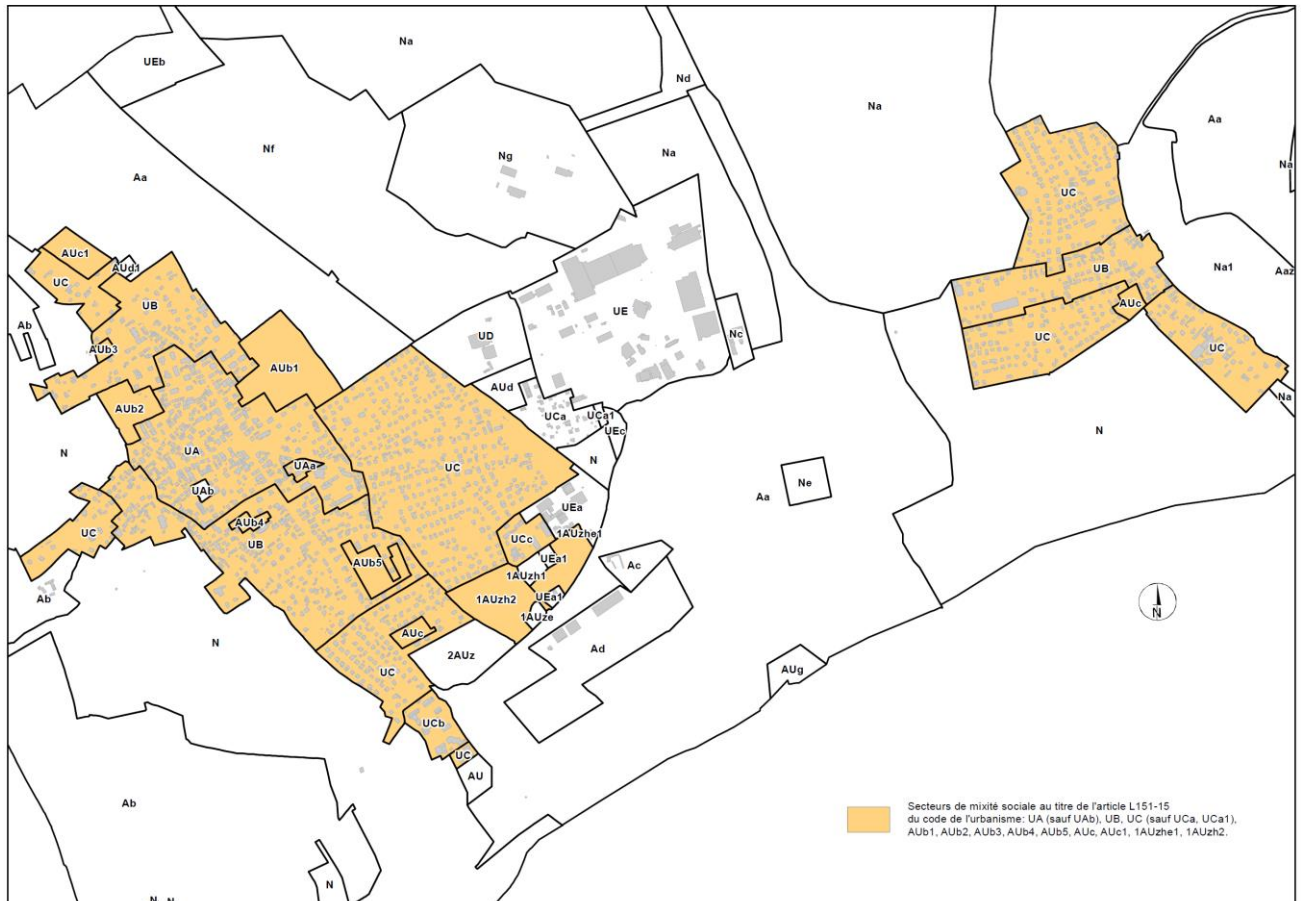 Na
UEb
Nd
Na
Aa
Nf
Ng
Na
Na
Aa
UC
AUc1
AUd1
UC
UB
UB
Na1
Aaz
Ab
UE
AUc
UD
Nc
AUb3
UC
UC
AUb1
AUd
Na
AUb2
UCa
UCa1
UEc
N
N
UA
N
UC
UAa
Aa
Ne
UAb
UEa
AUb4
UC
UB
UCc
1AUzhe1
AUb5
UEa1
Ac
1AUzh1
Ab
1AUzh2
UEa1
N
1AUze
N
AUc
2AUz
Ad
UC
AUg
UCb
UC
AU
Ab
Secteurs de mixité sociale au titre de l'article L151-15
du code de l'urbanisme: UA (sauf UAb), UB, UC (sauf UCa, UCa1),
AUb1, AUb2, AUb3, AUb4, AUb5, AUc, AUc1, 1AUzhe1, 1AUzh2.
N
N N